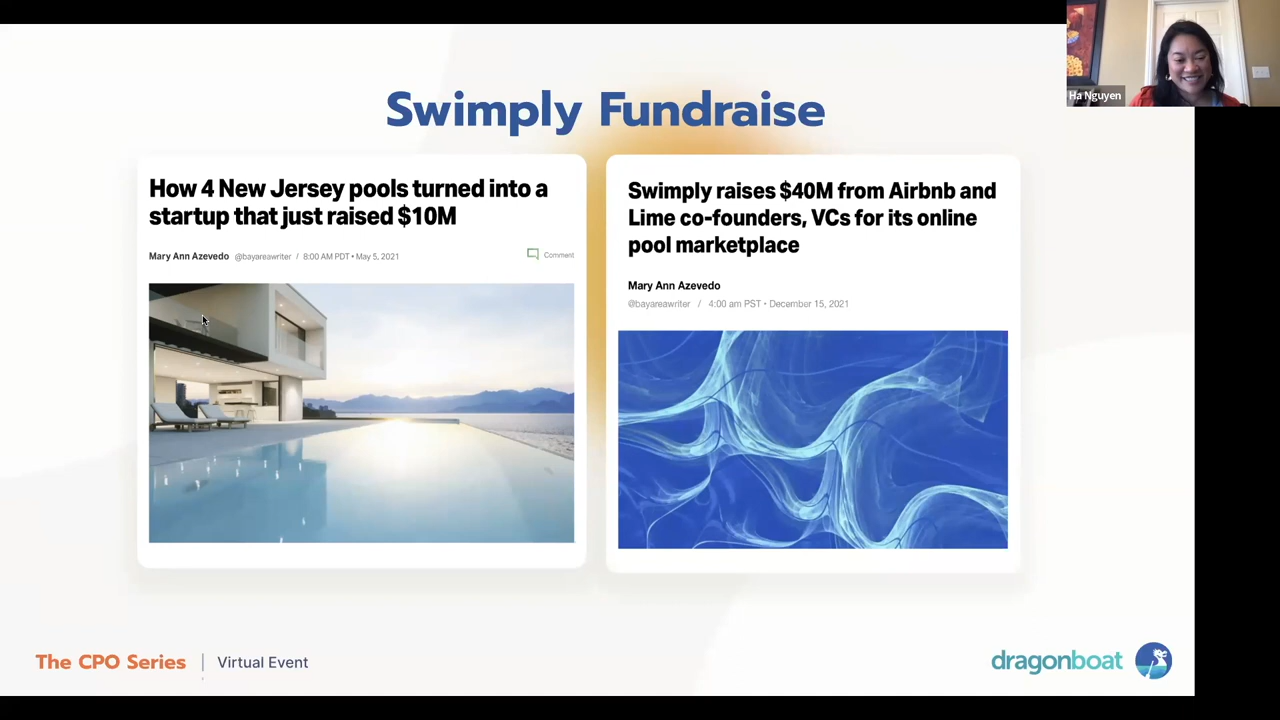 Ha Nguyen
Swimply Fundraise
How 4 New Jersey pools turned into a
startup that just raised $10M
Mary Ann Azevedo @bayareawriter / 8:00 AM PDT • May 5, 2021
Comment
Swimply raises $40M from Airbnb and
Lime co-founders, VCs for its online
pool marketplace
Mary Ann Azevedo
@bayareawriter / 4:00 am PST • December 15, 2021
The CPO Series | Virtual Event
dragonboat